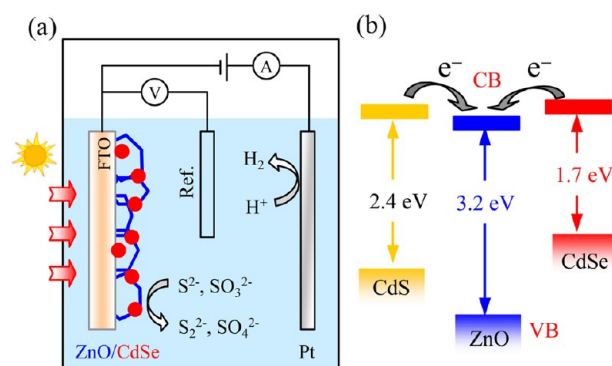 (a)
A
V
FTO
Ref.
H₂
H⁺
S²⁻, SO₃²⁻
S₂²⁻, SO₄²⁻
ZnO/CdSe
Pt
(b)
e⁻ CB e⁻
2.4 eV
3.2 eV
1.7 eV
CdS
CdSe
ZnO
VB